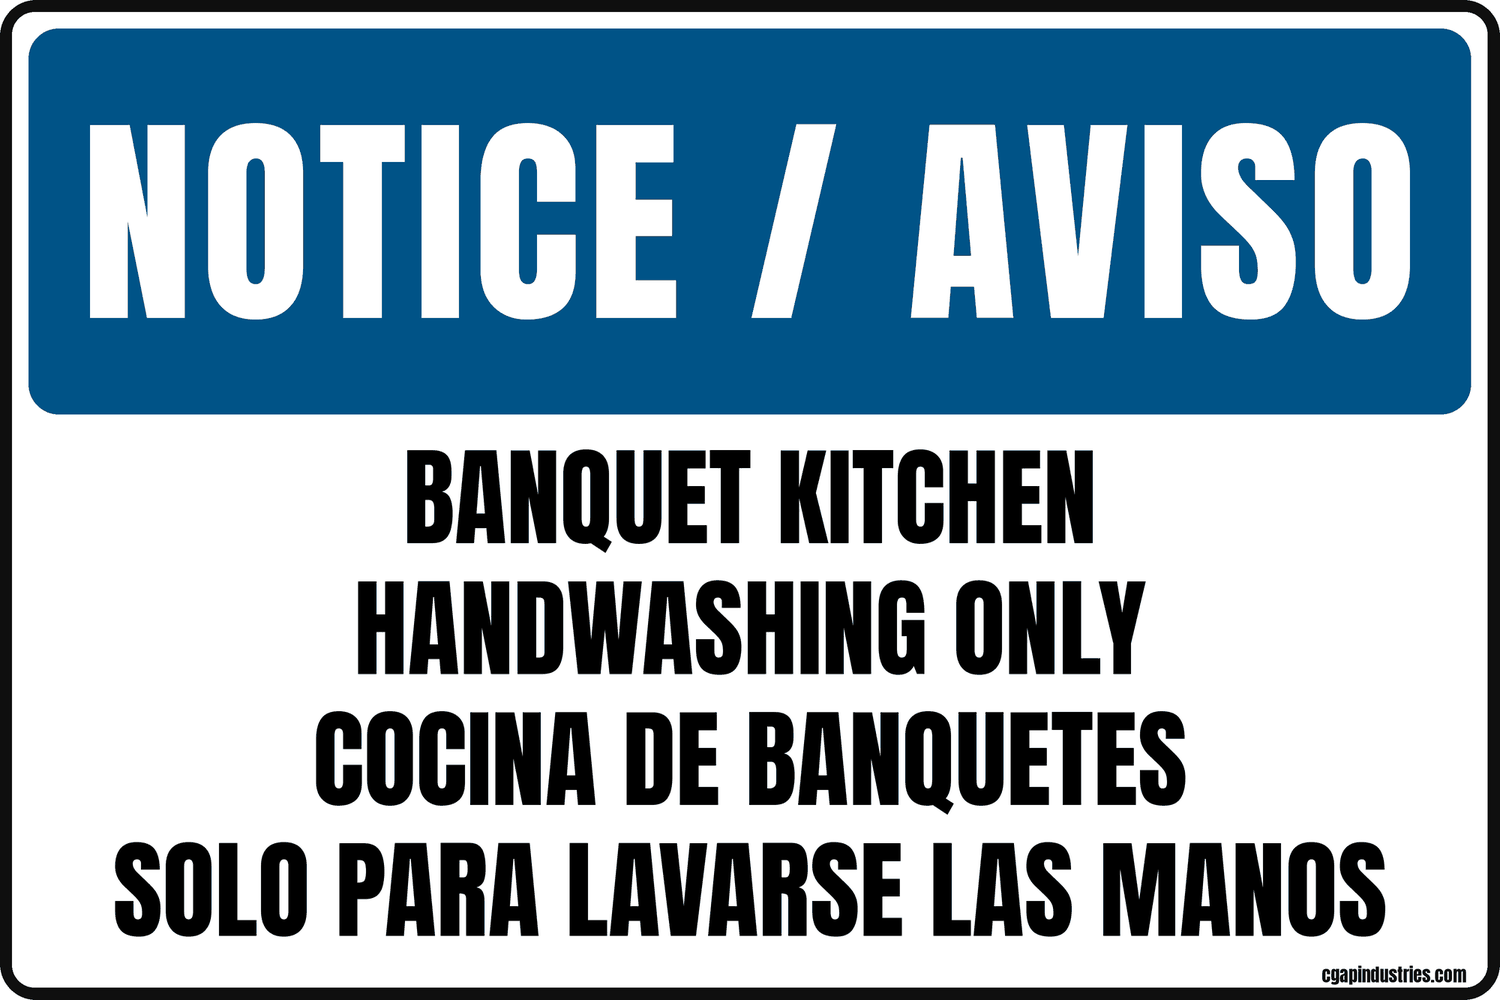 NOTICE / AVISO
BANQUET KITCHEN
HANDWASHING ONLY
COCINA DE BANQUETES
SOLO PARA LAVARSE LAS MANOS
cgapindustries.com